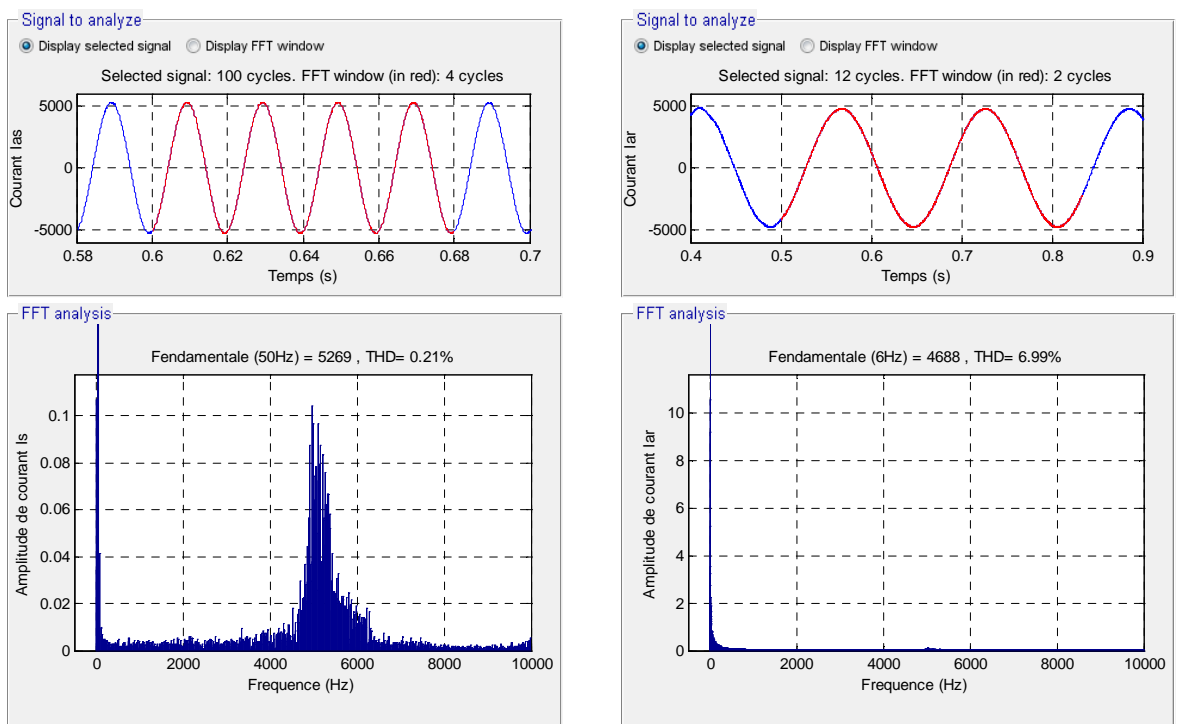 Signal to analyze
Display selected signal Display FFT window
Selected signal: 100 cycles. FFT window (in red): 4 cycles
Courant Ias
5000
0
-5000
0.58 0.6 0.62 0.64 0.66 0.68 0.7
Temps (s)
FFT analysis
Fendamentale (50Hz) = 5269 , THD= 0.21%
Amplitude de courant Is
0.1
0.08
0.06
0.04
0.02
0
0 2000 4000 6000 8000 10000
Frequence (Hz)
Signal to analyze
Display selected signal Display FFT window
Selected signal: 12 cycles. FFT window (in red): 2 cycles
Courant Iar
5000
0
-5000
0.4 0.5 0.6 0.7 0.8 0.9
Temps (s)
FFT analysis
Fendamentale (6Hz) = 4688 , THD= 6.99%
Amplitude de courant Iar
10
8
6
4
2
0
0 2000 4000 6000 8000 10000
Frequence (Hz)